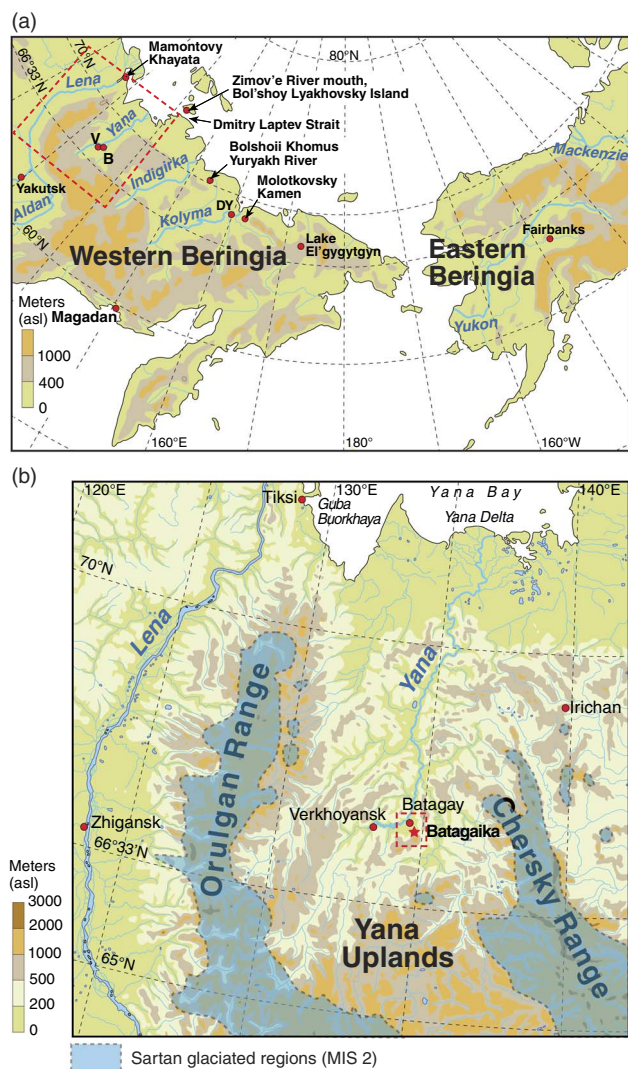 (a)
66°33'N
70°N
Mamontovy
Khayata
80°N
Lena
Zimov'e River mouth,
Bol'shoy Lyakhovsky Island
Yana
Dmitry Laptev Strait
V
B
Bolshoii Khomus
Yuryakh River
Mackenzie
Indigirka
Molotkovsky
Kamen
Yakutsk
Aldan
DY
Kolyma
Fairbanks
60°N
Western Beringia
Lake
El'gygytgyn
Eastern
Beringia
Meters
(asl)
Magadan
Yukon
1000
400
0
160°E
180°
160°W
(b)
120°E
Tiksi
130°E
Guba
Buorkhaya
Yana Bay
Yana Delta
140°E
70°N
Lena
Yana
Orulgan Range
Irichan
Zhigansk
Verkhoyansk
Batagay
Batagaika
66°33'N
Chersky Range
Meters
(asl)
3000
2000
1000
500
200
0
Yana
Uplands
65°N
Sartan glaciated regions (MIS 2)